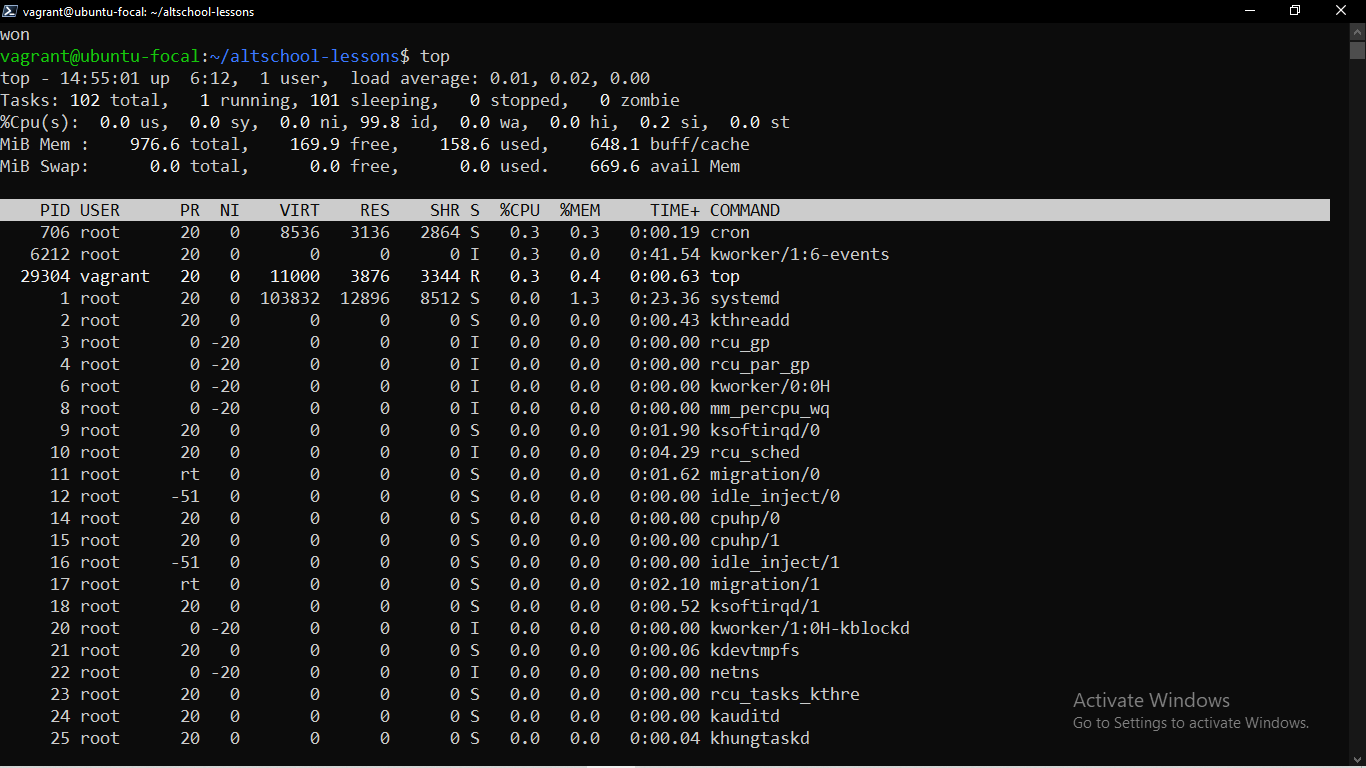 vagrant@ubuntu-focal: ~/altschool-lessons
won
vagrant@ubuntu-focal:~/altschool-lessons$ top
top - 14:55:01 up  6:12,  1 user,  load average: 0.01, 0.02, 0.00
Tasks: 102 total,   1 running, 101 sleeping,   0 stopped,   0 zombie
%Cpu(s):  0.0 us,  0.0 sy,  0.0 ni, 99.8 id,  0.0 wa,  0.0 hi,  0.2 si,  0.0 st
MiB Mem :    976.6 total,    169.9 free,    158.6 used,    648.1 buff/cache
MiB Swap:      0.0 total,      0.0 free,      0.0 used.    669.6 avail Mem
    PID USER      PR  NI    VIRT    RES    SHR S  %CPU  %MEM     TIME+ COMMAND
    706 root      20   0    8536   3136   2864 S   0.3   0.3   0:00.19 cron
   6212 root      20   0       0      0      0 I   0.3   0.0   0:41.54 kworker/1:6-events
  29304 vagrant   20   0   11000   3876   3344 R   0.3   0.4   0:00.63 top
      1 root      20   0  103832  12896   8512 S   0.0   1.3   0:23.36 systemd
      2 root      20   0       0      0      0 S   0.0   0.0   0:00.43 kthreadd
      3 root       0 -20       0      0      0 I   0.0   0.0   0:00.00 rcu_gp
      4 root       0 -20       0      0      0 I   0.0   0.0   0:00.00 rcu_par_gp
      6 root       0 -20       0      0      0 I   0.0   0.0   0:00.00 kworker/0:0H
      8 root       0 -20       0      0      0 I   0.0   0.0   0:00.00 mm_percpu_wq
      9 root      20   0       0      0      0 S   0.0   0.0   0:01.90 ksoftirqd/0
     10 root      20   0       0      0      0 I   0.0   0.0   0:04.29 rcu_sched
     11 root      rt   0       0      0      0 S   0.0   0.0   0:01.62 migration/0
     12 root     -51   0       0      0      0 S   0.0   0.0   0:00.00 idle_inject/0
     14 root      20   0       0      0      0 S   0.0   0.0   0:00.00 cpuhp/0
     15 root      20   0       0      0      0 S   0.0   0.0   0:00.00 cpuhp/1
     16 root     -51   0       0      0      0 S   0.0   0.0   0:00.00 idle_inject/1
     17 root      rt   0       0      0      0 S   0.0   0.0   0:02.10 migration/1
     18 root      20   0       0      0      0 S   0.0   0.0   0:00.52 ksoftirqd/1
     20 root       0 -20       0      0      0 I   0.0   0.0   0:00.00 kworker/1:0H-kblockd
     21 root      20   0       0      0      0 S   0.0   0.0   0:00.06 kdevtmpfs
     22 root       0 -20       0      0      0 I   0.0   0.0   0:00.00 netns
     23 root      20   0       0      0      0 S   0.0   0.0   0:00.00 rcu_tasks_kthre
     24 root      20   0       0      0      0 S   0.0   0.0   0:00.00 kauditd
     25 root      20   0       0      0      0 S   0.0   0.0   0:00.04 khungtaskd
Activate Windows
Go to Settings to activate Windows.